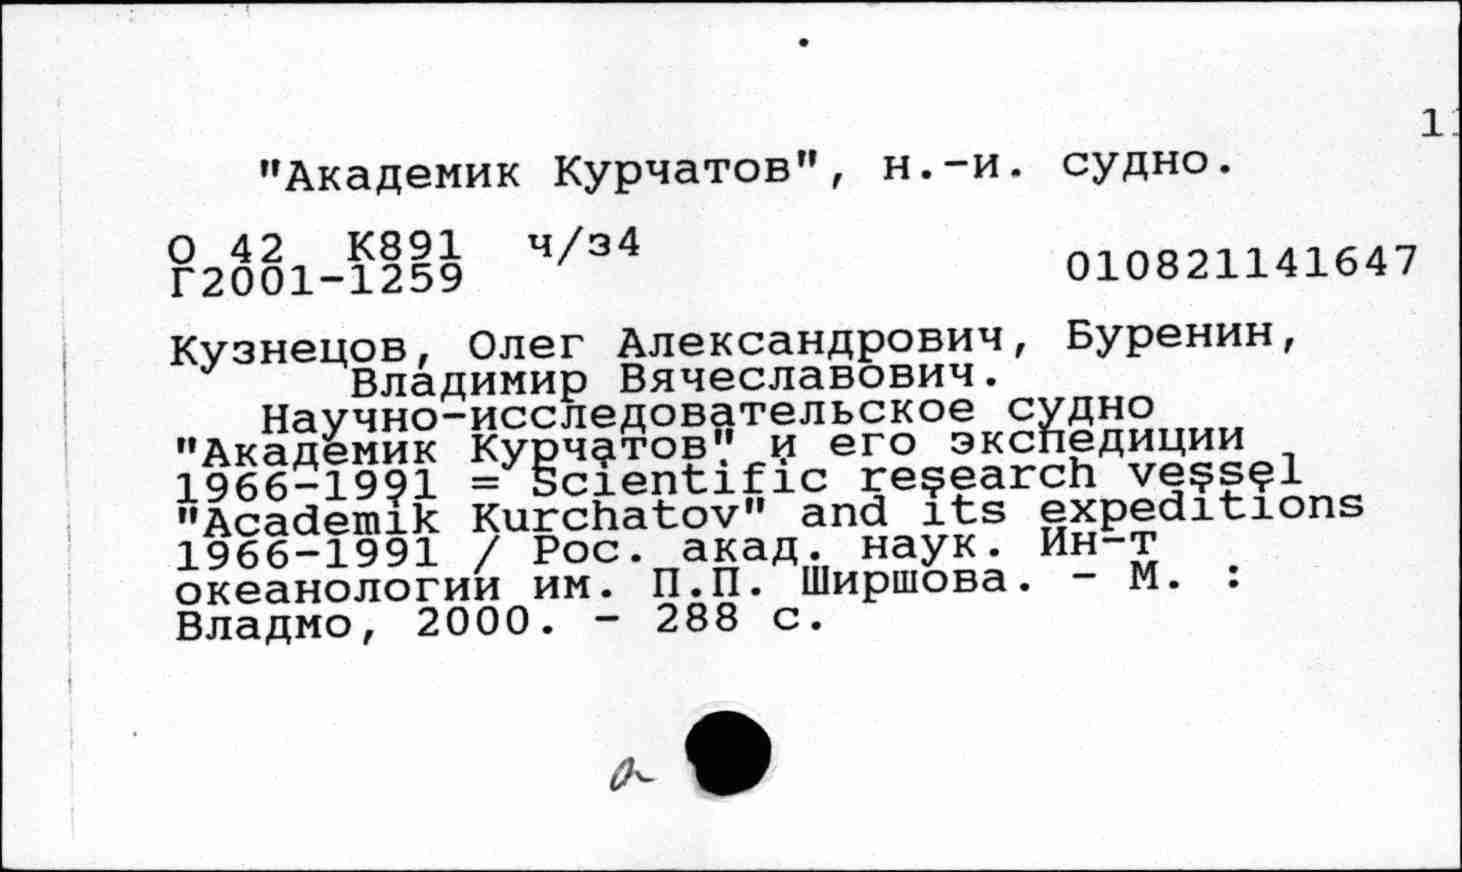 "Академик Курчатов", н.-и. судно.
О 42 К891 ч/з4
Г2001-1259 010821141647
Кузнецов, Олег Александрович, Буренин,
Владимир Вячеславович.
Научно-исследовательское судно
"Академик Курчатов" и его экспедиции
1966-1991 = Scientific research vessel
"Academik Kurchatov" and its expeditions
1966-1991 / Рос. акад. наук. Ин-т
океанологии им. П.П. Ширшова. - М. :
Владмо, 2000. - 288 с.